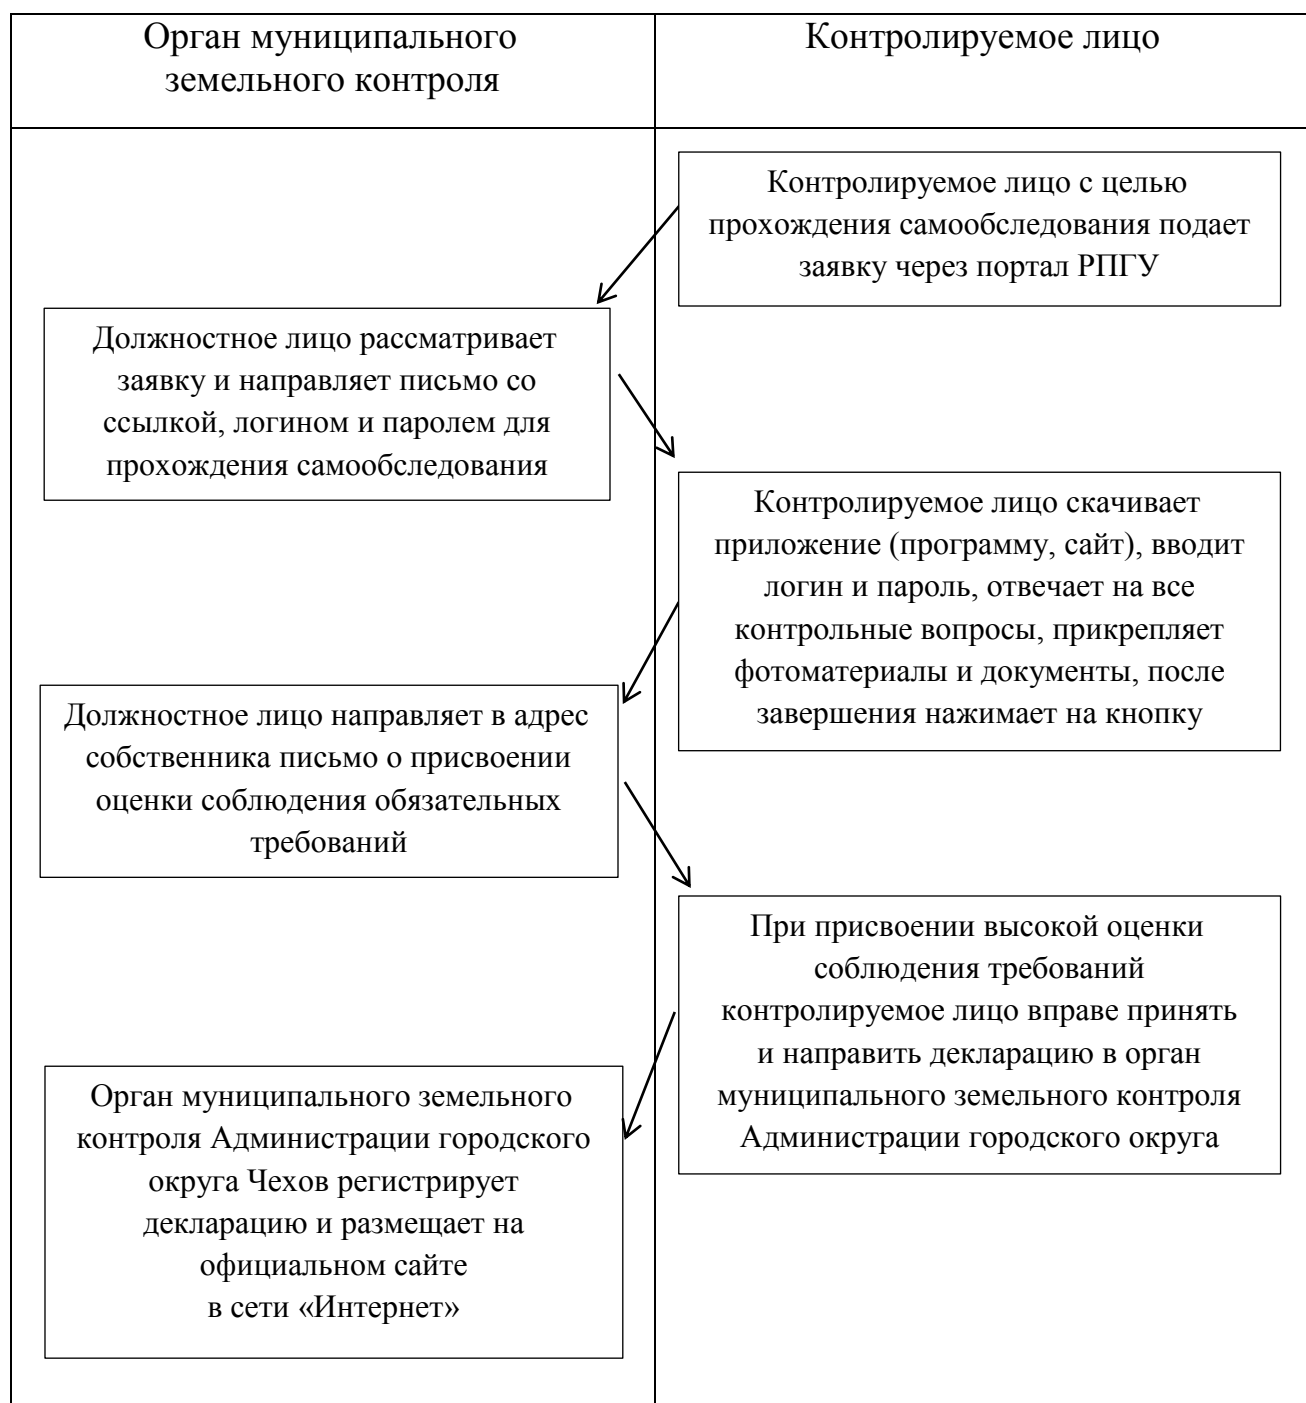 Орган муниципального
земельного контроля
Контролируемое лицо
Контролируемое лицо с целью
прохождения самообследования подает
заявку через портал РПГУ
Должностное лицо рассматривает
заявку и направляет письмо со
ссылкой, логином и паролем для
прохождения самообследования
Контролируемое лицо скачивает
приложение (программу, сайт), вводит
логин и пароль, отвечает на все
контрольные вопросы, прикрепляет
фотоматериалы и документы, после
завершения нажимает на кнопку
Должностное лицо направляет в адрес
собственника письмо о присвоении
оценки соблюдения обязательных
требований
При присвоении высокой оценки
соблюдения требований
контролируемое лицо вправе принять
и направить декларацию в орган
муниципального земельного контроля
Администрации городского округа
Орган муниципального земельного
контроля Администрации городского
округа Чехов регистрирует
декларацию и размещает на
официальном сайте
в сети «Интернет»